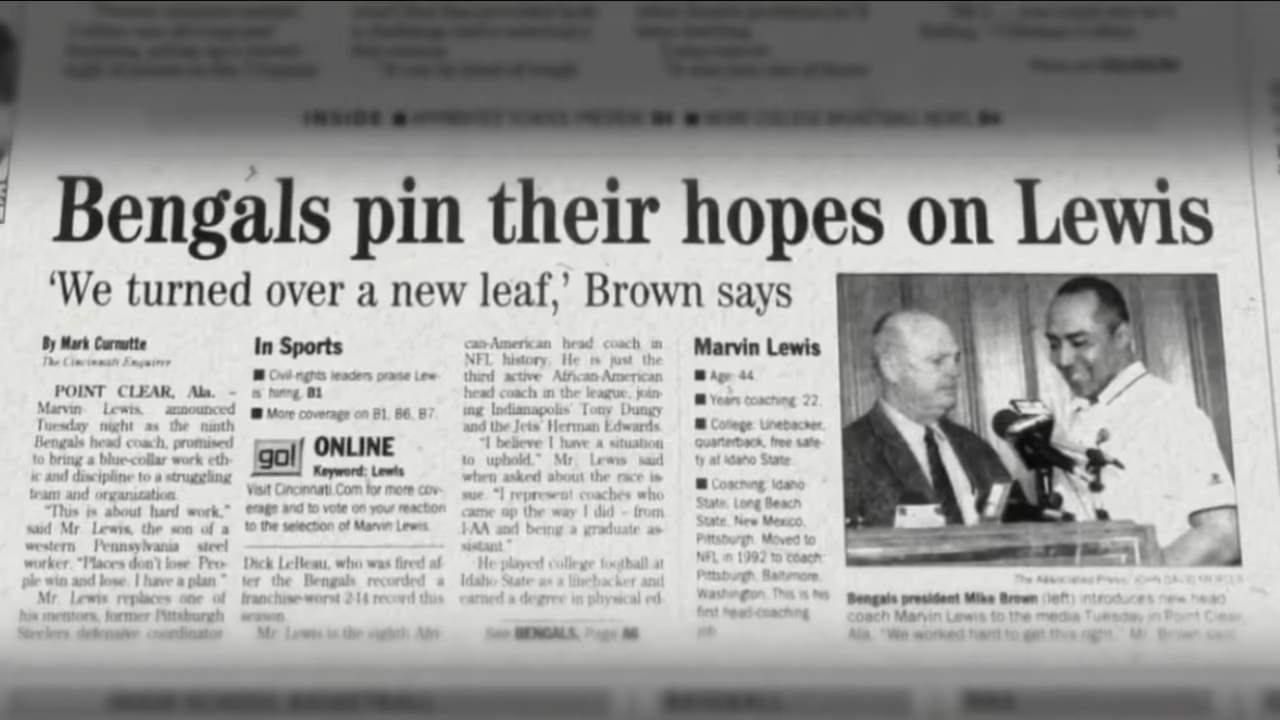 INSIDE ■ APPRENTICE SCHOOL PREVIEW, B4 ■ MORE COLLEGE BASKETBALL NEWS, B4
Bengals pin their hopes on Lewis
‘We turned over a new leaf,’ Brown says
By Mark Curnutte
The Cincinnati Enquirer
POINT CLEAR, Ala. –
Marvin Lewis, announced
Tuesday night as the ninth
Bengals head coach, promised
to bring a blue-collar work eth-
ic and discipline to a struggling
team and organization.
“This is about hard work,”
said Mr. Lewis, the son of a
western Pennsylvania steel
worker. “Places don’t lose. Peo-
ple win and lose. I have a plan.”
Mr. Lewis replaces one of
his mentors, former Pittsburgh
Steelers defensive coordinator
In Sports
■ Civil-rights leaders praise Lew-
is’ hiring. B1
■ More coverage on B1, B6, B7.
go! ONLINE
Keyword: Lewis
Visit Cincinnati.Com for more cov-
erage and to vote on your reaction
to the selection of Marvin Lewis.
Dick LeBeau, who was fired af-
ter the Bengals recorded a
franchise-worst 2-14 record this
season.
Mr. Lewis is the eighth Afri-
can-American head coach in
NFL history. He is just the
third active African-American
head coach in the league, join-
ing Indianapolis’ Tony Dungy
and the Jets’ Herman Edwards.
“I believe I have a situation
to uphold,” Mr. Lewis said
when asked about the race is-
sue. “I represent coaches who
came up the way I did – from
I-AA and being a graduate as-
sistant.”
He played college football at
Idaho State as a linebacker and
earned a degree in physical ed-
See BENGALS, Page A6
Marvin Lewis
■ Age: 44.
■ Years coaching: 22.
■ College: Linebacker,
quarterback, free safe-
ty at Idaho State.
■ Coaching: Idaho
State, Long Beach
State, New Mexico,
Pittsburgh. Moved to
NFL in 1992 to coach:
Pittsburgh, Baltimore,
Washington. This is his
first head-coaching
job.
The Associated Press/
Bengals president Mike Brown (left) introduces new head
coach Marvin Lewis to the media Tuesday in Point Clear,
Ala. “We worked hard to get this right,” Mr. Brown said.
HIGH SCHOOL BASKETBALL
BASEBALL